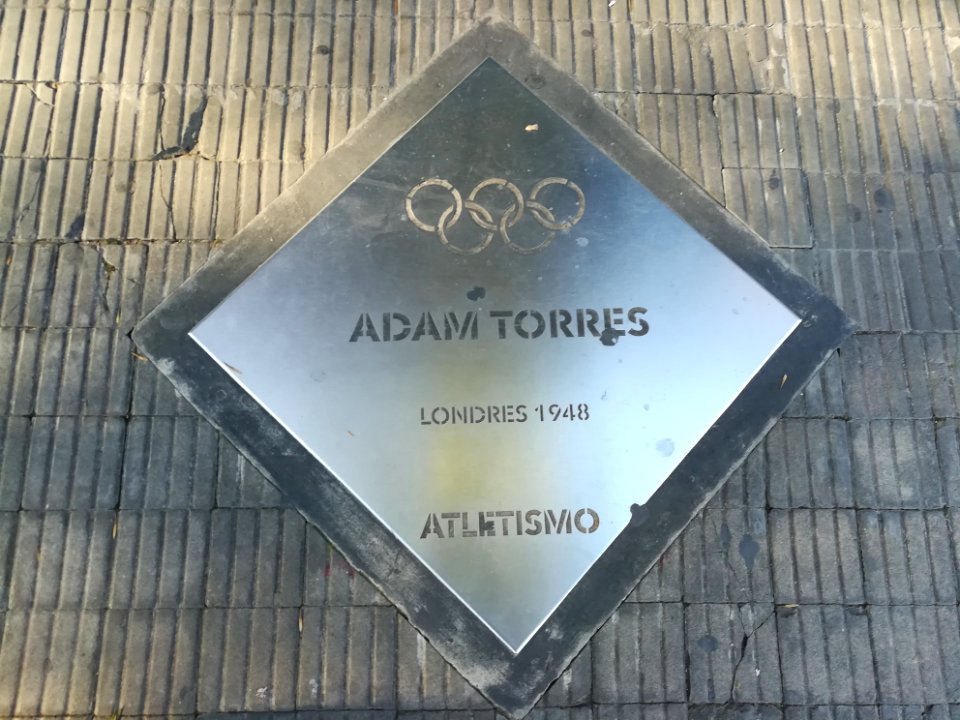 ADAM TORRES
LONDRES 1948
ATLETISMO